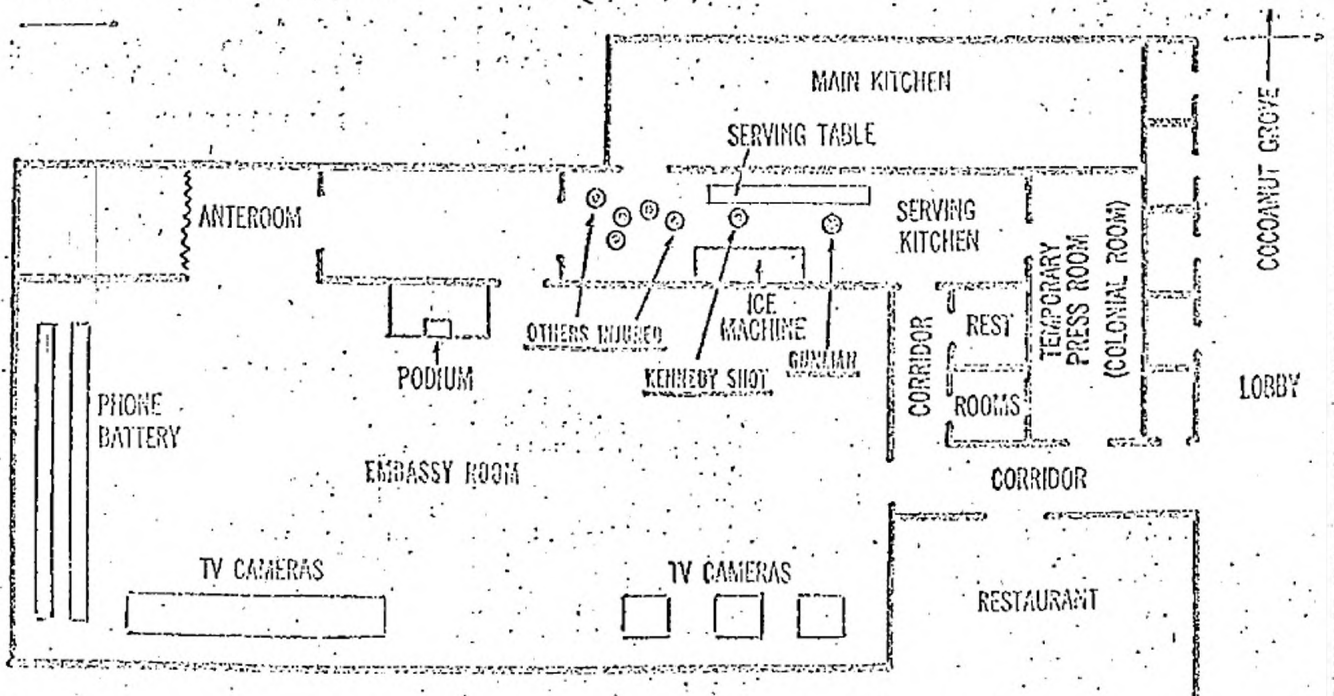 MAIN KITCHEN
SERVING TABLE
ANTEROOM
SERVING
KITCHEN
TEMPORARY
PRESS ROOM
(COLONIAL ROOM)
COCOANUT GROVE
OTHERS INJURED
ICE
MACHINE
KENNEDY SHOT
GUNMAN
CORRIDOR
REST
ROOMS
PODIUM
PHONE
BATTERY
LOBBY
EMBASSY ROOM
CORRIDOR
TV CAMERAS
TV CAMERAS
RESTAURANT